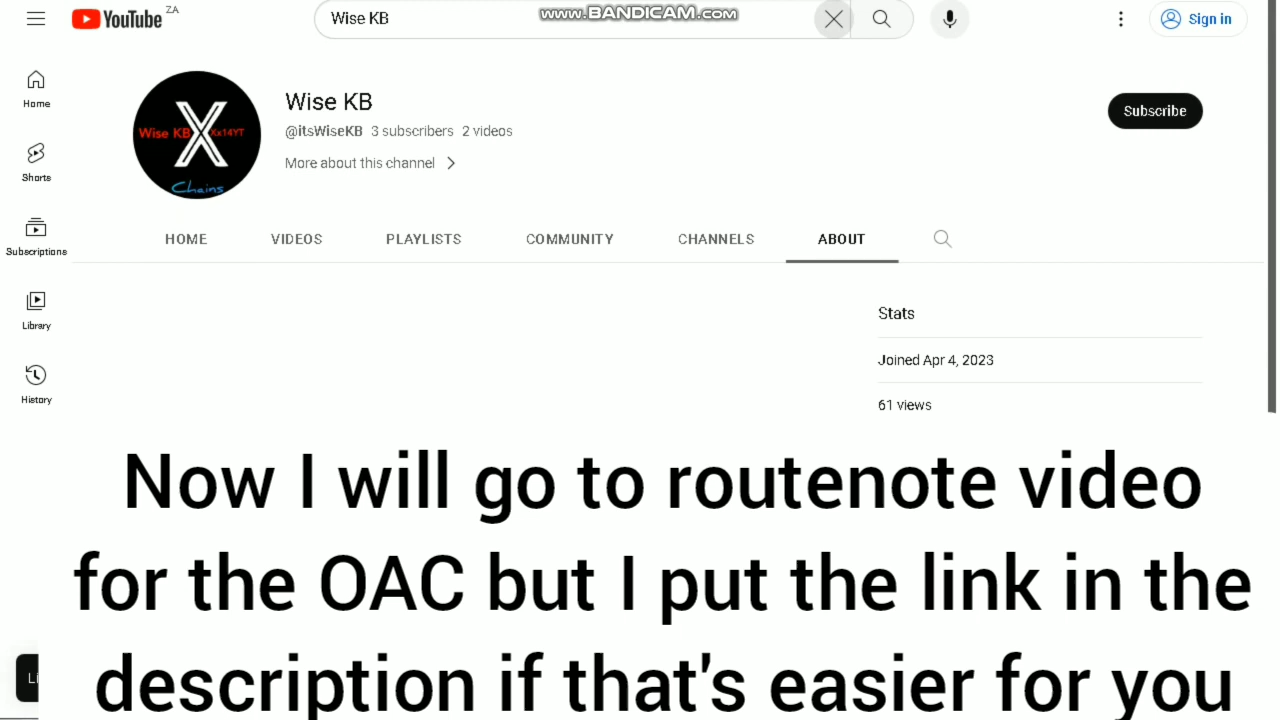 YouTube ZA
Wise KB
www.BANDICAM.com
Sign in
Home
Shorts
Subscriptions
Library
History
Wise KB X Xx14YT
Chains
Wise KB
@itsWiseKB 3 subscribers 2 videos
More about this channel
Subscribe
HOME VIDEOS PLAYLISTS COMMUNITY CHANNELS ABOUT
Stats
Joined Apr 4, 2023
61 views
Now I will go to routenote video
for the OAC but I put the link in the
description if that's easier for you
Li